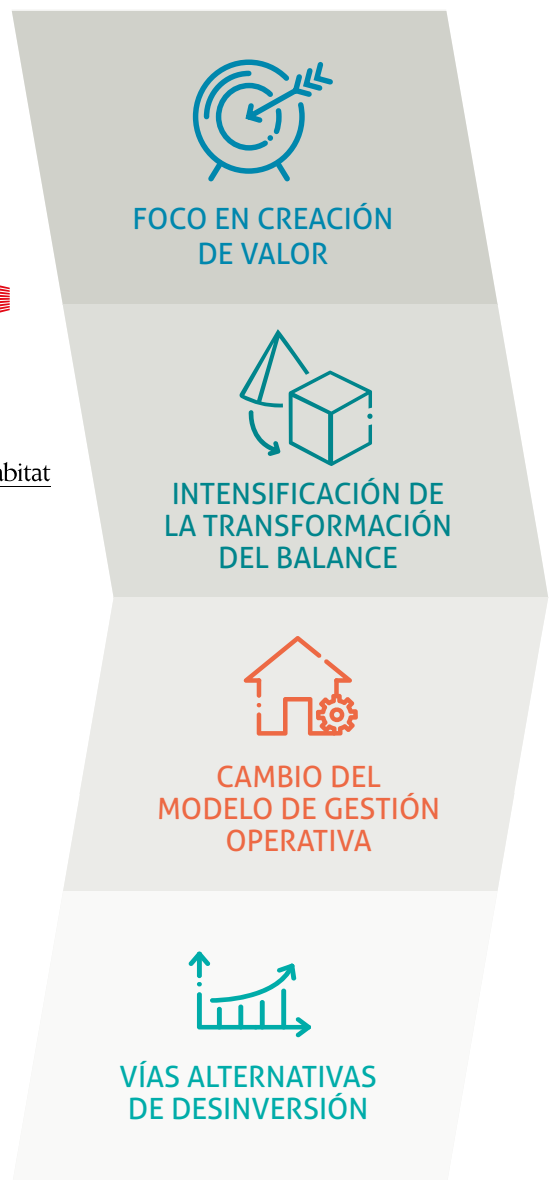 FOCO EN CREACIÓN
DE VALOR
abitat
INTENSIFICACIÓN DE
LA TRANSFORMACIÓN
DEL BALANCE
CAMBIO DEL
MODELO DE GESTIÓN
OPERATIVA
VÍAS ALTERNATIVAS
DE DESINVERSIÓN